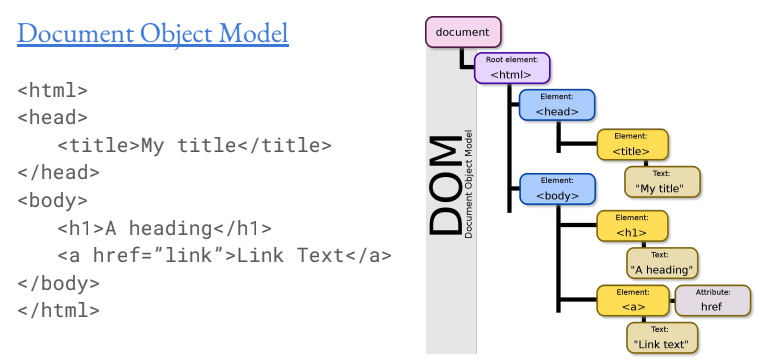 Document Object Model
<html>
<head>
<title>My title</title>
</head>
<body>
<h1>A heading</h1>
<a href=”link”>Link Text</a>
</body>
</html>
document
Root element:
<html>
Element:
<head>
Element:
<title>
Text:
"My title"
Element:
<body>
Element:
<h1>
Text:
"A heading"
Element:
<a>
Attribute:
href
Text:
"Link text"
DOM
Document Object Model